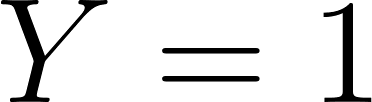 Y = 1